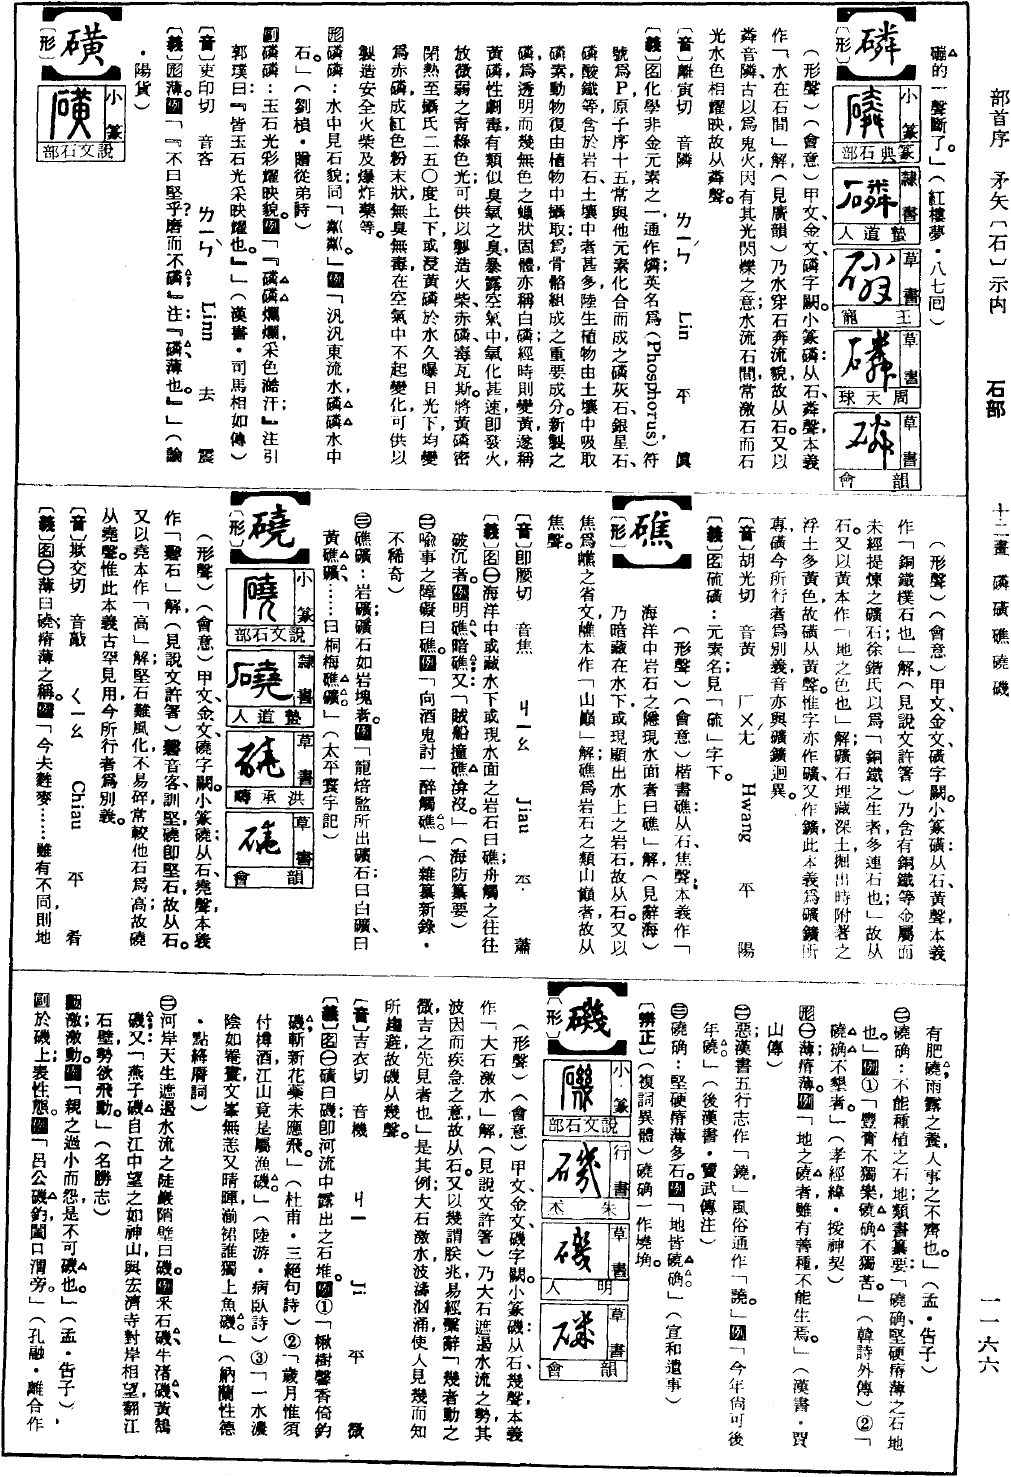 部首序 矛矢〔石〕示内 石部 十二畫 磷磺礁磽磯 一一六六
磞的一聲斷了。」（紅樓夢・八七回）
磷
〔形〕
小篆 篆典石部
隸書 蟄道人
草書 王寵
草書 周天球
草書 韻會
（形聲）（會意）甲文、金文磷字闕。小篆磷：从石、粦聲，本義
作「水在石間」解，（見廣韻）乃水穿石奔流貌，故从石。又以
粦音隣，古以爲鬼火閃有其光閃爍之意；水流石間常激石而石
光水色相耀映，故从粦聲。
〔音〕離寅切 音隣 ㄌㄧㄣˊ Lin 平 眞
〔義〕名化學非金元素之一，通作燐，英名爲(Phosphorus)符
號爲P，原子序十五，常與他元素化合而成之磷灰石、銀星石、
磷酸鐵等含於岩石土壤中者甚多，陸生植物由土壤中吸取
磷素，動物復由植物中攝取，爲骨骼組成之重要成分。新製之
磷爲透明而幾無色之蠟狀固體，亦稱白磷；經時則變黃，遂稱
黃磷，性劇毒，有類似臭氧之臭，暴露空氣中，氧化甚速，即發火，
放微弱之靑綠色光，可供以製造火柴、赤磷、毒瓦斯。將黃磷密
閉熱至攝氏二五〇度上下，或浸黃磷於水，久曝日光下，均變
爲赤磷，成紅色粉末狀，無臭無毒，在空氣中不起變化，可供以
製造安全火柴及爆炸藥等。
形磷磷：水中見石貌；同「粼粼」。例「汎汎東流水，磷磷水中
石。」（劉楨・贈從弟詩）
副磷磷：玉石光彩耀映貌。例「『磷磷爛爛，采色澔汗；』注引
郭璞曰：『皆玉石光采映耀也。』」（漢書・司馬相如傳）
〔音〕吏印切 音吝 ㄌㄧㄣˋ Linn 去 震
〔義〕形薄。例「『不曰堅乎？磨而不磷；』注：『磷，薄也。』」（論
・陽貨）
磺
〔形〕
小篆 說文石部
（形聲）（會意）甲文、金文磺字闕。小篆磺：从石、黃聲，本義
作「銅鐵樸石也」解，（見說文許箸）乃含有銅鐵等金屬而
未經提煉之磺石；徐鍇氏以爲「銅鐵之生者多連石也」故从
石。又以黃本作「地之色也」解，磺石埋藏深土，掘出時附著之
浮土多黃色，故磺从黃聲。惟字亦作礦，又作鑛，此本義爲礦鑛所
專，磺今所行者爲別義，音亦與礦鑛迥異。
〔音〕胡光切 音黃 ㄏㄨㄤˊ Hwang 平 陽
〔義〕名硫磺：元素名，見「硫」字下。
礁
〔形〕
（形聲）（會意）楷書礁：从石、焦聲，本義作「
海洋中岩石之隱現水面者曰礁」解，（見辭海）
乃暗藏在水下或現顯出水上之岩石，故从石。又以
焦爲嶕之省文，嶕本作「山巓」解，礁爲岩石之類山巓者，故从
焦聲。
〔音〕卽腰切 音焦 ㄐㄧㄠ Jiau 平 蕭
〔義〕名㊀海洋中或藏水下或現水面之岩石曰礁；舟觸之往往
破沉者。例明礁、暗礁；又「賊船撞礁淪沒。」（海防纂要）
㊁喩事之障礙曰礁。例「向酒鬼討一醉觸礁。」（雜纂新錄・
不稀奇）
㊂礁礦：岩礦，礦石如岩塊者。例「龍焙監所出礦石曰白礦、曰
黃礁礦……曰桐梅礁礦。」（太平寰宇記）
磽
〔形〕
小篆 說文石部
隸書 蟄道人
草書 洪承疇
草書 韻會
（形聲）（會意）甲文、金文磽字闕。小篆磽：从石、堯聲，本義
作「磬石」解，（見說文許箸）磬音客，訓堅；磽即堅石，故从石。
又以堯本作「高」解，堅石難風化，不易碎，常較他石爲高，故磽
从堯聲。惟此本義古罕見用，今所行者爲別義。
〔音〕欺交切 音敲 ㄑㄧㄠ Chiau 平 肴
〔義〕名㊀薄曰磽；瘠薄之稱。例「今夫麰麥……雖有不同，則地
有肥磽，雨露之養，人事之不齊也。」（孟・告子）
㊁磽确：不能種植之石地；類書纂要：「磽确，堅硬瘠薄之石地
也。」例①「豐膏不獨樂，磽确不獨苦。」（韓詩外傳）②「
磽确不墾者。」（孝經緯・援神契）
形㊀薄；瘠薄。例「地之磽者，雖有善種，不能生焉。」（漢書・賈
山傳）
㊁惡；漢書五行志作「鐃，」風俗通作「譊。」例「今年尙可後
年磽。」（後漢書・竇武傳注）
㊂磽确：堅硬瘠薄多石。例「地皆磽确。」（宣和遺事）
〔辨正〕（複詞異體）磽确一作墝埆。
磯
〔形〕
小篆 說文石部
行書 朱禾
草書 明人
草書 韻會
（形聲）（會意）甲文、金文磯字闕。小篆磯：从石、幾聲，本義
作「大石激水」解，（見說文許箸）乃大石遮遏水流之勢，其
波因而疾急之意，故从石。又以幾謂朕兆，易經繫辭「幾者動之
微，吉之先見者也」是其例；大石激水，波濤汹涌，使人見幾而知
所趨避，故磯从幾聲。
〔音〕吉衣切 音機 ㄐㄧ Ji 平 微
〔義〕名㊀磧曰磯；即河流中露出之石堆。例①「楸樹馨香倚釣
磯，斬新花藥未應飛。」（杜甫・三絕句詩）②「歲月惟須
付樽酒，江山竟是屬漁磯。」（陸游・病臥詩）③「一水濃
陰如罨畫，文峯無恙又晴暉，湔裙誰獨上魚磯。」（納蘭性德
・點絳脣詞）
㊁河岸天生遮遏水流之陡巖陗壁曰磯。例采石磯、牛渚磯、黃鵠
磯；又「燕子磯自江中望之，如神山，與宏濟寺對岸相望，翻江
石壁，勢欲飛動。」（名勝志）
動激；激動。例「親之過小而怨，是不可磯也。」（孟・告子）
副於磯上；表性態。例「呂公磯釣，闔口渭旁。」（孔融・離合作